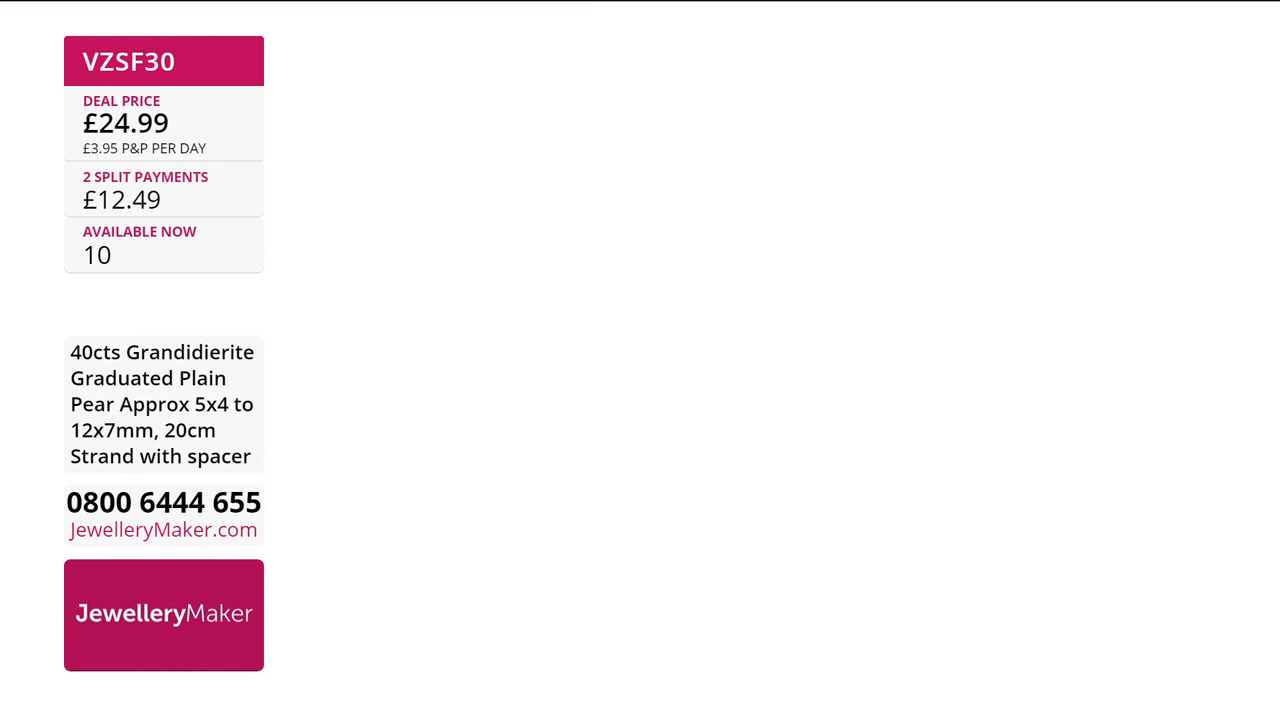 VZSF30
DEAL PRICE
£24.99
£3.95 P&P PER DAY
2 SPLIT PAYMENTS
£12.49
AVAILABLE NOW
10
40cts Grandidierite
Graduated Plain
Pear Approx 5x4 to
12x7mm, 20cm
Strand with spacer
0800 6444 655
JewelleryMaker.com
JewelleryMaker